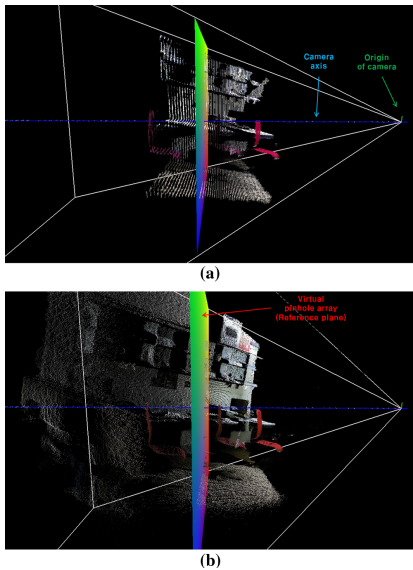 Camera
axis
Origin
of camera
(a)
Virtual
pinhole array
(Reference plane)
(b)